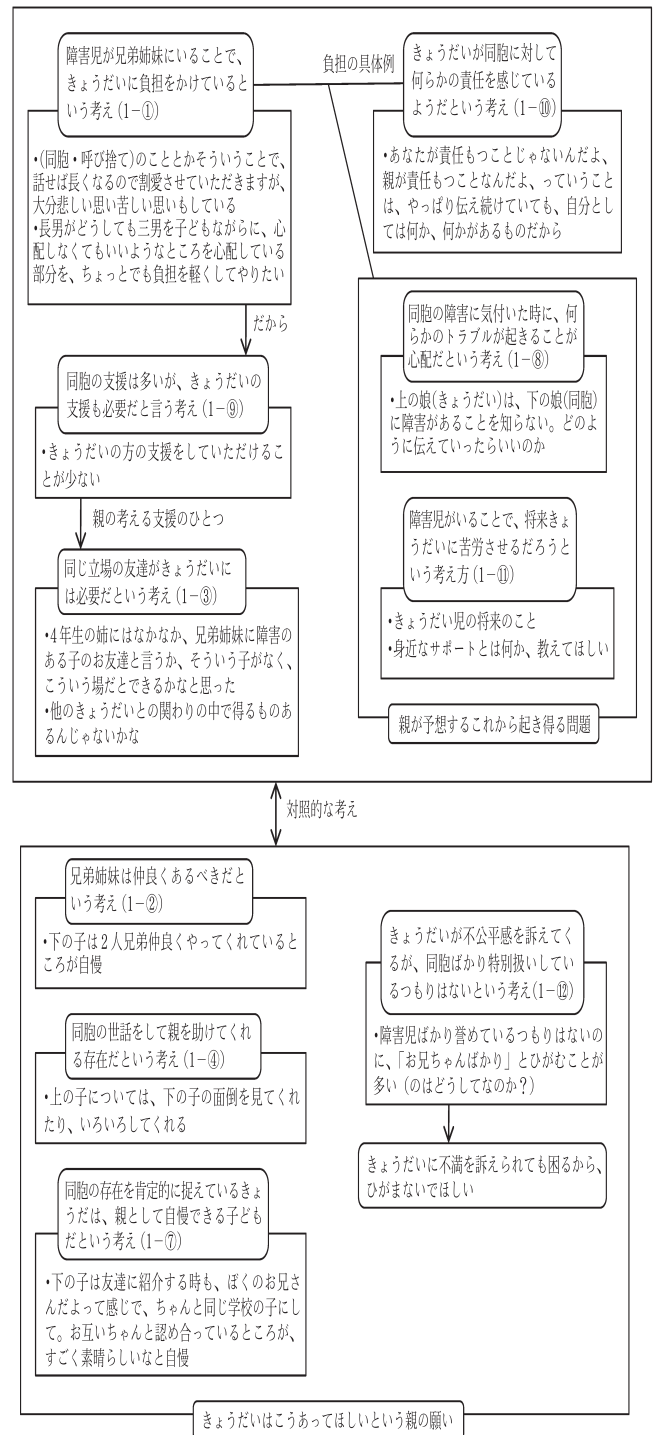 障害児が兄弟姉妹にいることで、
きょうだいに負担をかけていると
いう考え(1−①)
・(同胞・呼び捨て)のこととかそういうことで、
話せば長くなるので割愛させていただきますが、
大分悲しい思い苦しい思いもしている
・長男がどうしても三男を子どもながらに、心
配しなくてもいいようなところを心配している
部分を、ちょっとでも負担を軽くしてやりたい
負担の具体例
きょうだいが同胞に対して
何らかの責任を感じている
ようだという考え(1−⑩)
・あなたが責任もつことじゃないんだよ、
親が責任もつことなんだよ、っていうこと
は、やっぱり伝え続けていても、自分とし
ては何か、何かがあるものだから
だから
同胞の支援は多いが、きょうだいの
支援も必要だと言う考え(1−⑨)
・きょうだいの方の支援をしていただけるこ
とが少ない
親の考える支援のひとつ
同じ立場の友達がきょうだいに
は必要だという考え(1−③)
・4年生の姉にはなかなか、兄弟姉妹に障害の
ある子のお友達と言うか、そういう子がなく、
こういう場だとできるかなと思った
・他のきょうだいとの関わりの中で得るものあ
るんじゃないかな
同胞の障害に気付いた時に、何
らかのトラブルが起きることが
心配だという考え(1−⑧)
・上の娘(きょうだい)は、下の娘(同胞)
に障害があることを知らない。どのよ
うに伝えていったらいいのか
障害児がいることで、将来きょ
うだいに苦労させるだろうと
いう考え方(1−⑪)
・きょうだい児の将来のこと
・身近なサポートとは何か、教えてほしい
親が予想するこれから起き得る問題
対照的な考え
兄弟姉妹は仲良くあるべきだと
いう考え(1−②)
・下の子は2人兄弟仲良くやってくれていると
ころが自慢
同胞の世話をして親を助けてくれ
る存在だという考え(1−④)
・上の子については、下の子の面倒を見てくれ
たり、いろいろしてくれる
同胞の存在を肯定的に捉えているきょ
うだは、親として自慢できる子ども
だという考え(1−⑦)
・下の子は友達に紹介する時も、ぼくのお兄さ
んだよって感じで、ちゃんと同じ学校の子にし
て。お互いちゃんと認め合っているところが、
すごく素晴らしいなと自慢
きょうだいが不公平感を訴えてく
るが、同胞ばかり特別扱いしてい
るつもりはないという考え(1−⑫)
・障害児ばかり誉めているつもりはないの
に、「お兄ちゃんばかり」とひがむことが
多い(のはどうしてなのか?)
きょうだいに不満を訴えられても困るから、
ひがまないでほしい
きょうだいはこうあってほしいという親の願い